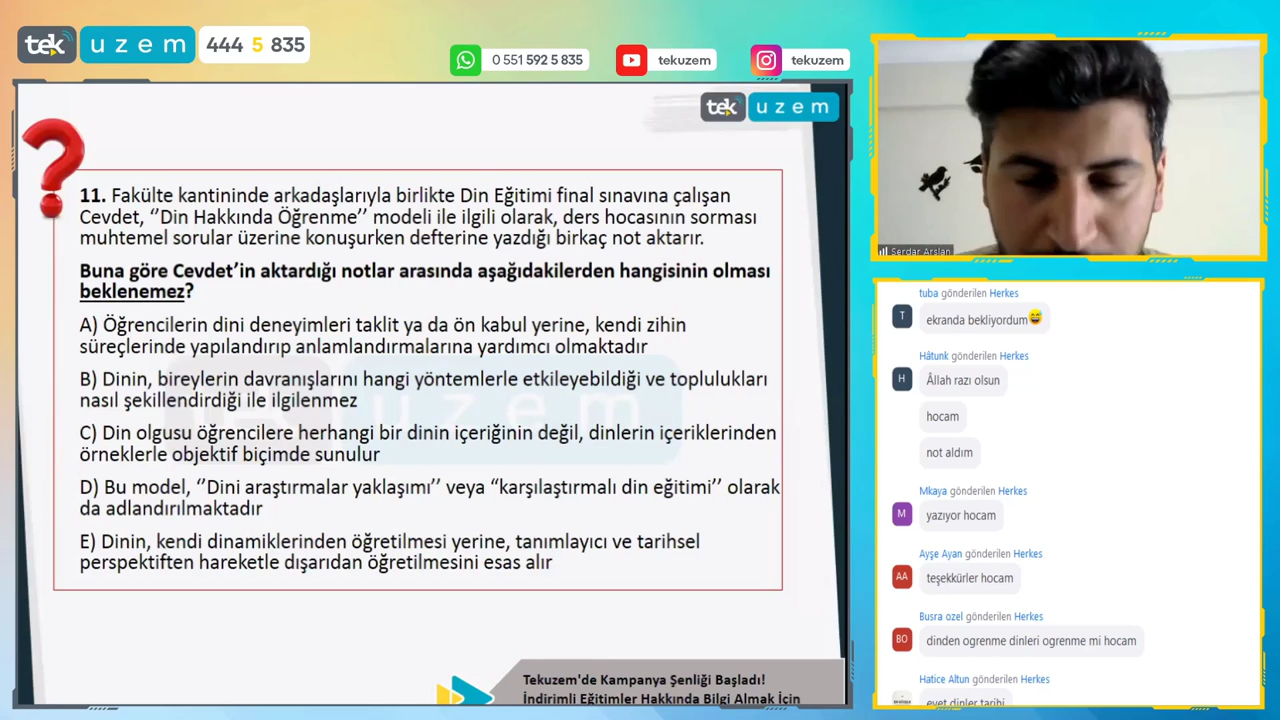 tek uzem 444 5 835
0 551 592 5 835
tekuzem
tekuzem
tek uzem
11. Fakülte kantininde arkadaşlarıyla birlikte Din Eğitimi final sınavına çalışan
Cevdet, ‘’Din Hakkında Öğrenme’’ modeli ile ilgili olarak, ders hocasının sorması
muhtemel sorular üzerine konuşurken defterine yazdığı birkaç not aktarır.
Buna göre Cevdet’in aktardığı notlar arasında aşağıdakilerden hangisinin olması
beklenemez?
A) Öğrencilerin dini deneyimleri taklit ya da ön kabul yerine, kendi zihin
süreçlerinde yapılandırıp anlamlandırmalarına yardımcı olmaktadır
B) Dinin, bireylerin davranışlarını hangi yöntemlerle etkileyebildiği ve toplulukları
nasıl şekillendirdiği ile ilgilenmez
C) Din olgusu öğrencilere herhangi bir dinin içeriğinin değil, dinlerin içeriklerinden
örneklerle objektif biçimde sunulur
D) Bu model, ‘’Dini araştırmalar yaklaşımı’’ veya “karşılaştırmalı din eğitimi’’ olarak
da adlandırılmaktadır
E) Dinin, kendi dinamiklerinden öğretilmesi yerine, tanımlayıcı ve tarihsel
perspektiften hareketle dışarıdan öğretilmesini esas alır
Tekuzem'de Kampanya Şenliği Başladı!
İndirimli Eğitimler Hakkında Bilgi Almak İçin
Serdar Arslan
tuba gönderilen Herkes
T
ekranda bekliyordum😅
Hâtunk gönderilen Herkes
H
Âllah razı olsun
hocam
not aldım
Mkaya gönderilen Herkes
M
yazıyor hocam
Ayşe Ayan gönderilen Herkes
AA
teşekkürler hocam
Busra ozel gönderilen Herkes
BO
dinden ogrenme dinleri ogrenme mi hocam
Hatice Altun gönderilen Herkes
evet dinler tarihi